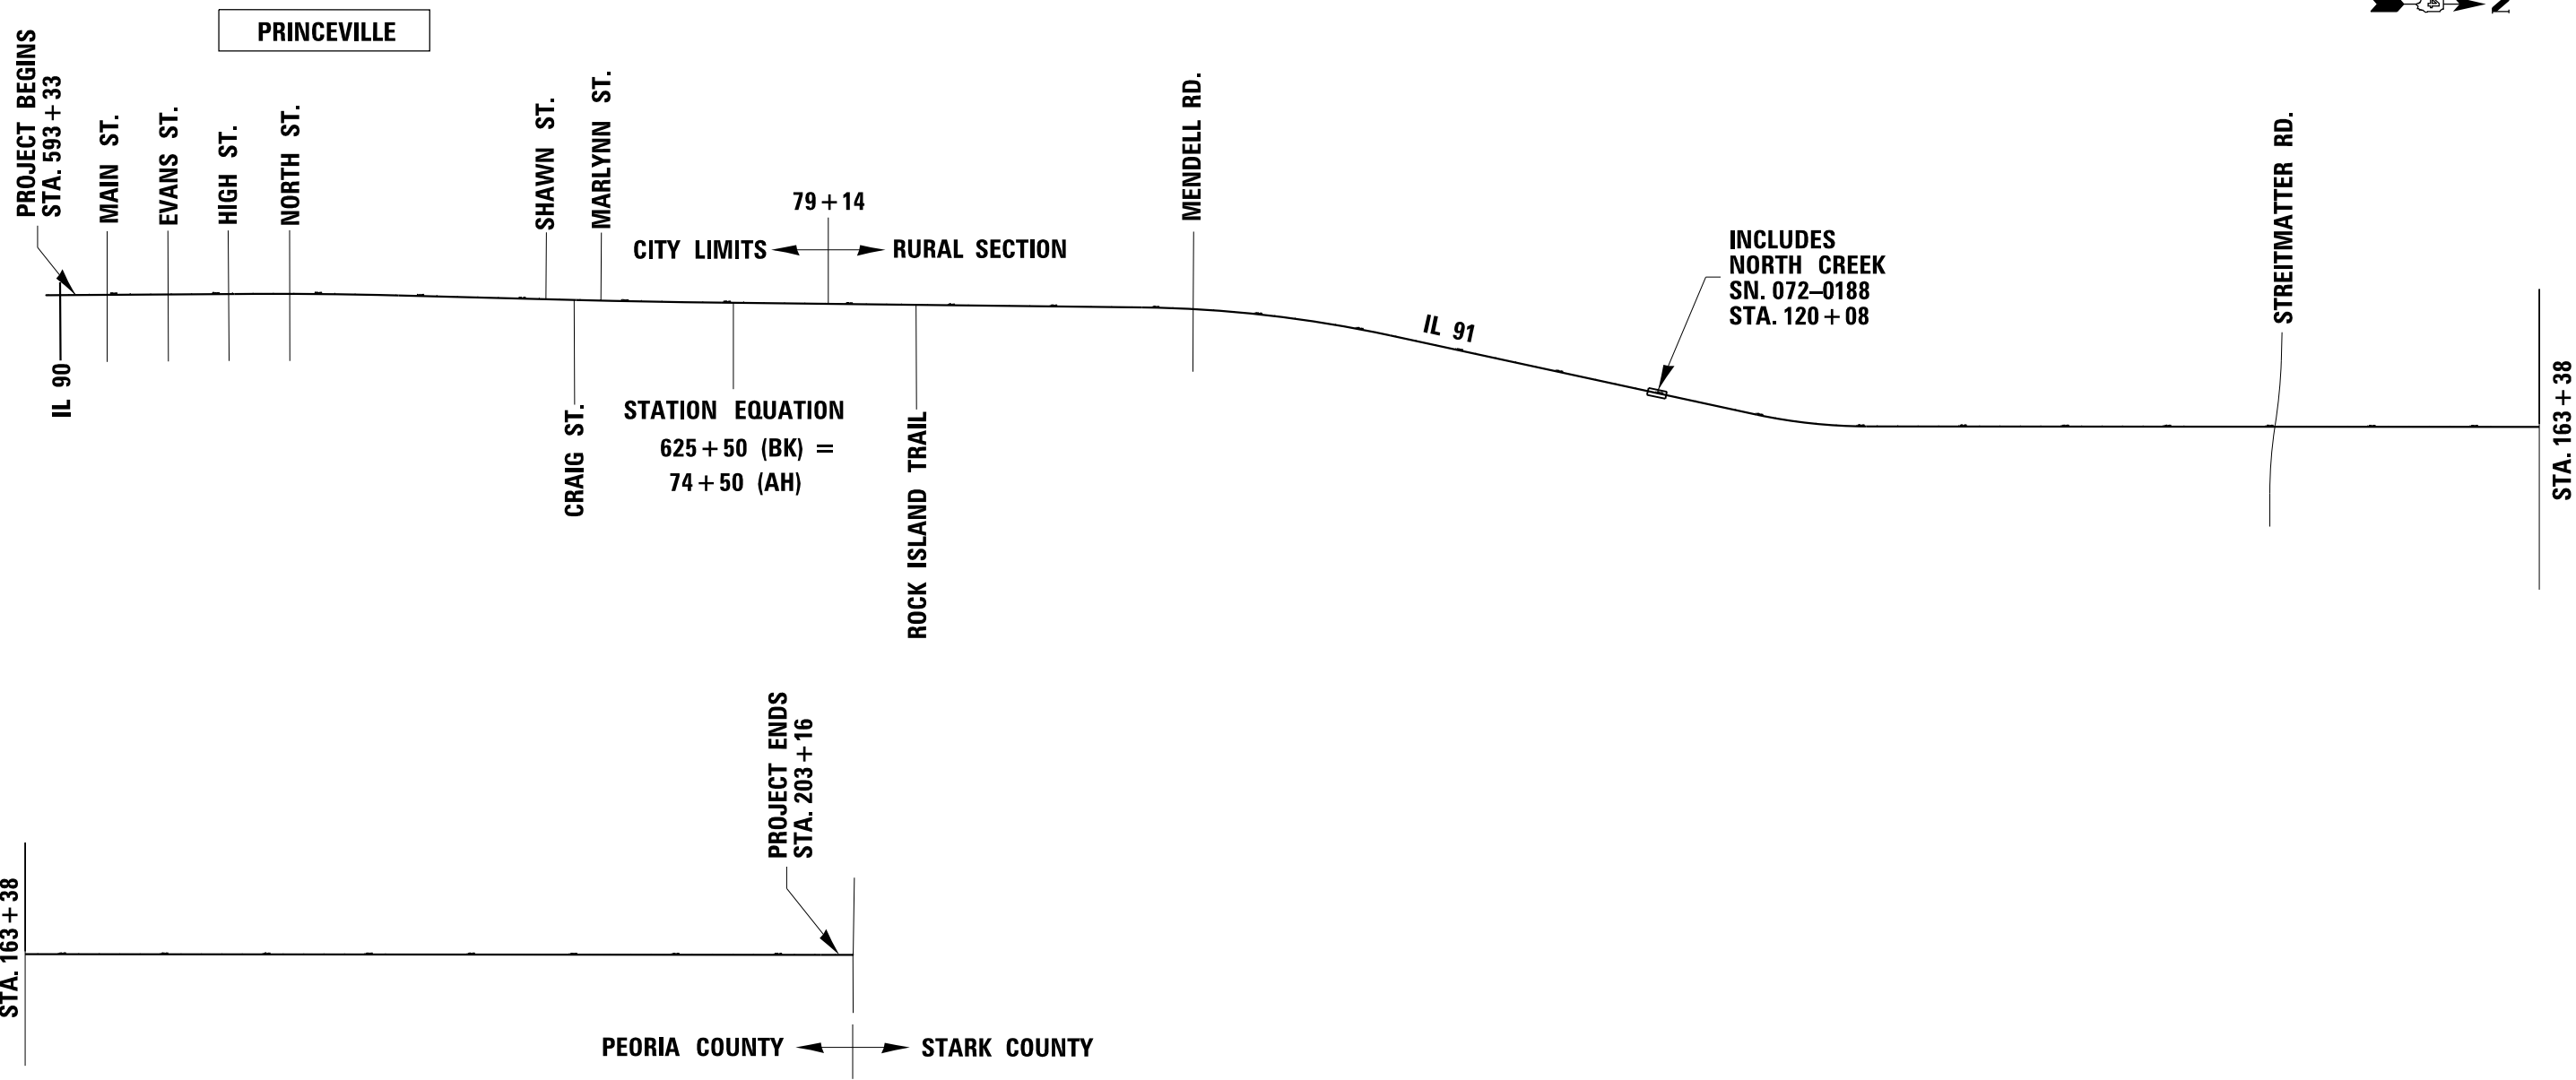 PRINCEVILLE
N
PROJECT BEGINS
STA. 593+33
MAIN ST.
EVANS ST.
HIGH ST.
NORTH ST.
SHAWN ST.
MARLYNN ST.
79+14
CITY LIMITS
RURAL SECTION
MENDELL RD.
INCLUDES
NORTH CREEK
SN. 072-0188
STA. 120+08
STREITMATTER RD.
IL 90
IL 91
CRAIG ST.
STATION EQUATION
625+50 (BK) =
74+50 (AH)
ROCK ISLAND TRAIL
STA. 163+38
STA. 163+38
PROJECT ENDS
STA. 203+16
PEORIA COUNTY
STARK COUNTY